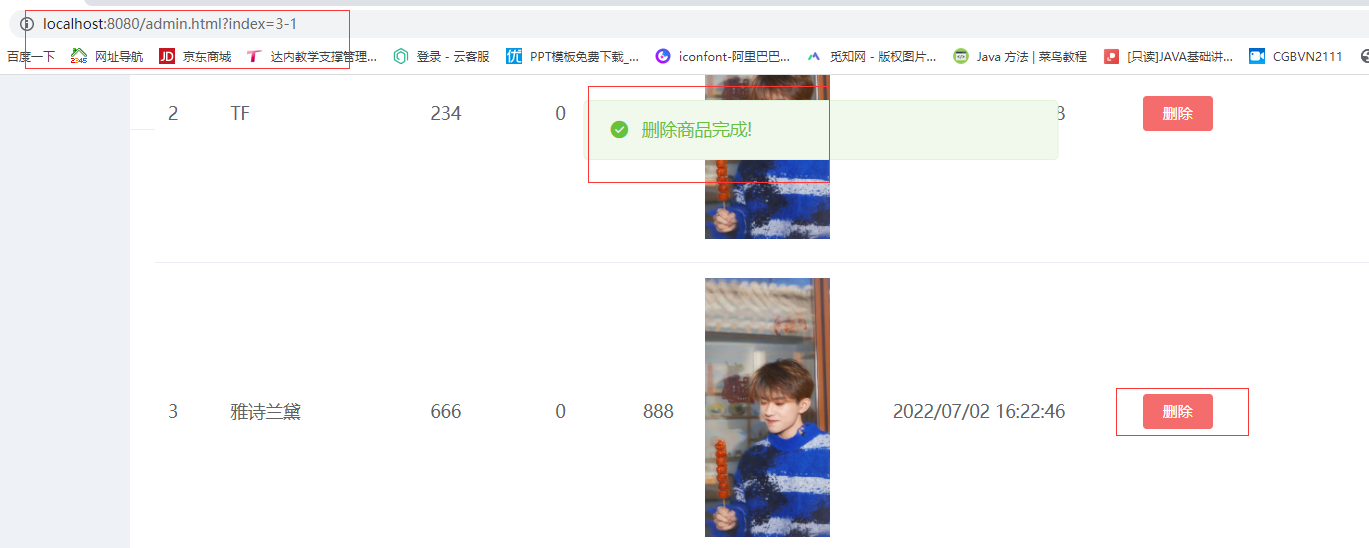 localhost:8080/admin.html?index=3-1
百度一下 2345 网址导航 JD 京东商城 达内教学支撑管理... 登录 - 云客服 优 PPT模板免费下载_... iconfont-阿里巴巴... 觅知网 - 版权图片... Java 方法 | 菜鸟教程 [只读]JAVA基础讲... CGBVN2111
2 TF 234 0 8 删除
删除商品完成!
3 雅诗兰黛 666 0 888 2022/07/02 16:22:46 删除